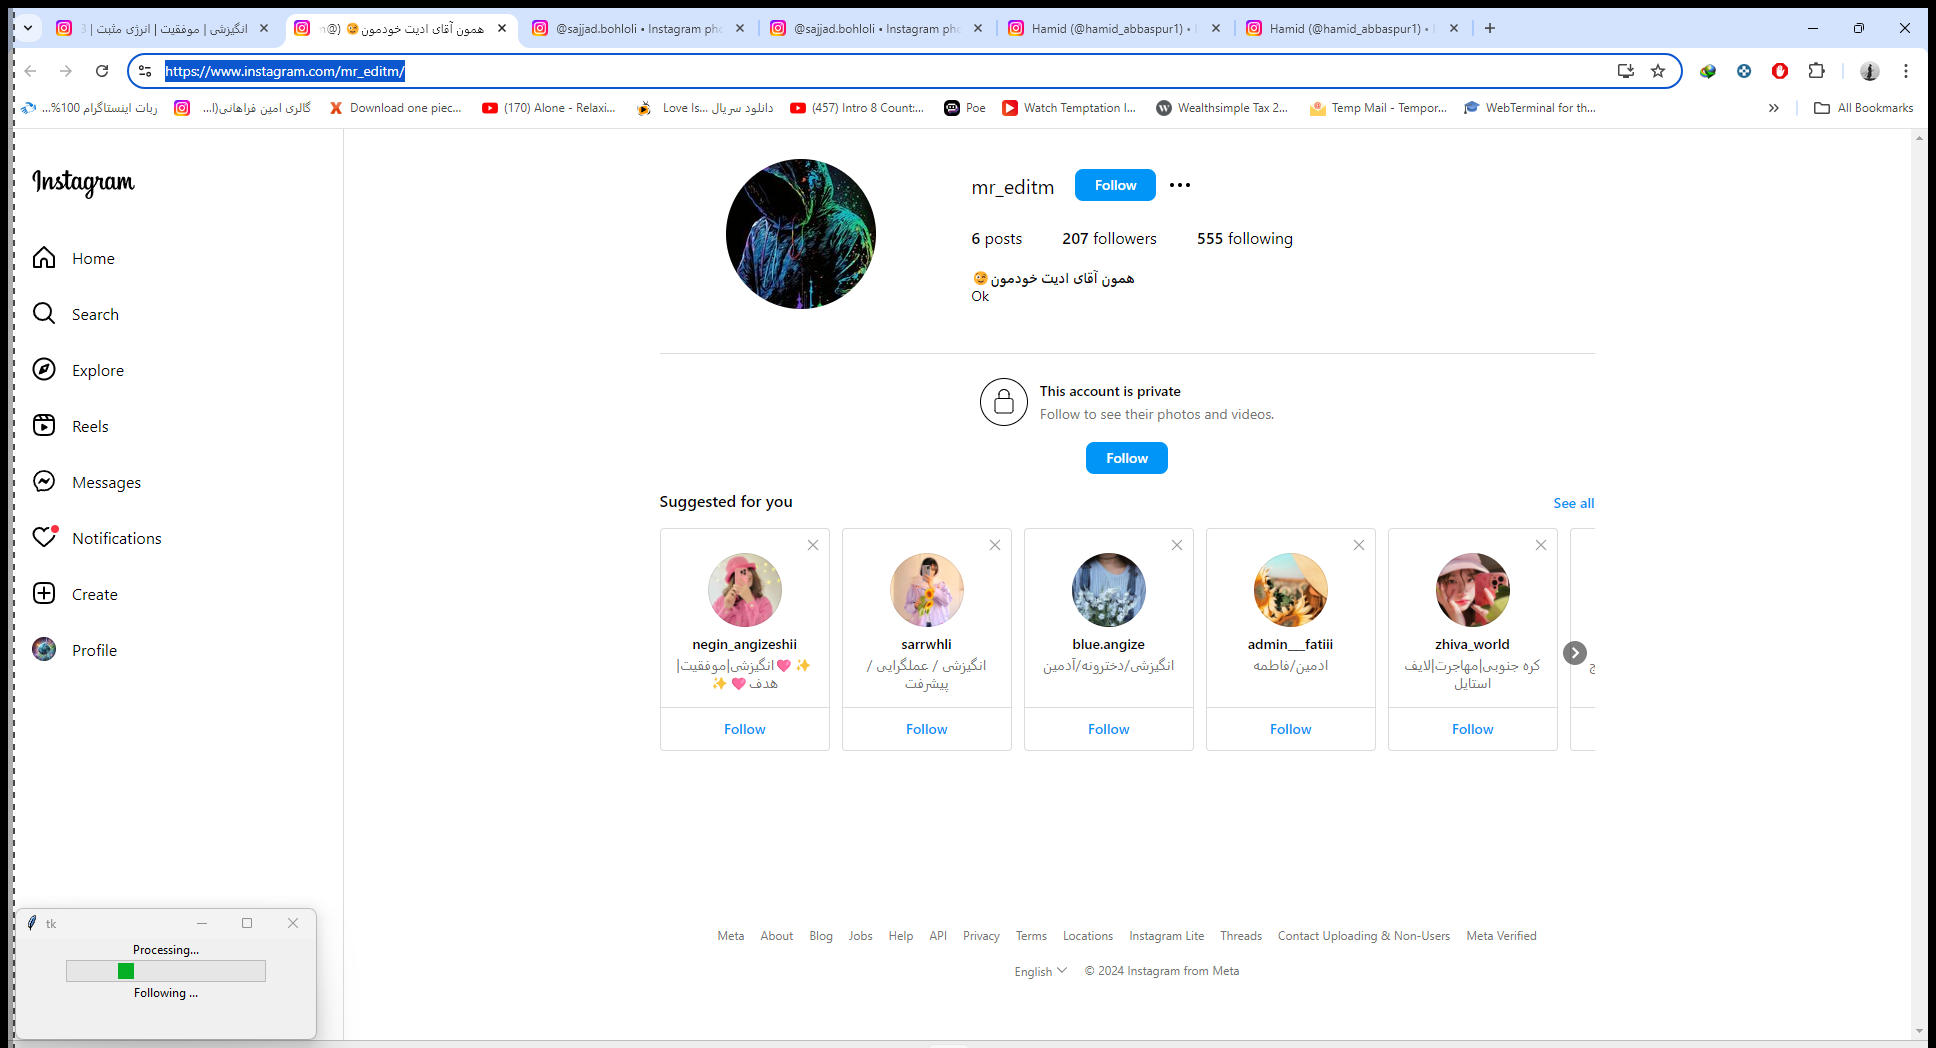 انگیزشی | موفقیت | انرژی مثبت |
همون آقای ادیت خودمون😉 (@m
@sajjad.bohloli • Instagram pho
@sajjad.bohloli • Instagram pho
Hamid (@hamid_abbaspur1) •
Hamid (@hamid_abbaspur1) •
https://www.instagram.com/mr_editm/
ربات اینستاگرام 100%...
گالری امین فراهانی(ا...
Download one piec...
(170) Alone - Relaxi...
دانلود سریال Love Is...
(457) Intro 8 Count:...
Poe
Watch Temptation I...
Wealthsimple Tax 2...
Temp Mail - Tempor...
WebTerminal for th...
All Bookmarks
Instagram
Home
Search
Explore
Reels
Messages
Notifications
Create
Profile
mr_editm
Follow
6 posts 207 followers 555 following
همون آقای ادیت خودمون😉
Ok
This account is private
Follow to see their photos and videos.
Follow
Suggested for you
See all
negin_angizeshii
✨💗انگیزشی|موفقیت|
هدف💗✨
Follow
sarrwhli
انگیزشی / عملگرایی /
پیشرفت
Follow
blue.angize
انگیزشی/دخترونه/آدمین
Follow
admin___fatiii
ادمین/فاطمه
Follow
zhiva_world
کره جنوبی|مهاجرت|لایف
استایل
Follow
Meta About Blog Jobs Help API Privacy Terms Locations Instagram Lite Threads Contact Uploading & Non-Users Meta Verified
English © 2024 Instagram from Meta
tk
Processing...
Following ...